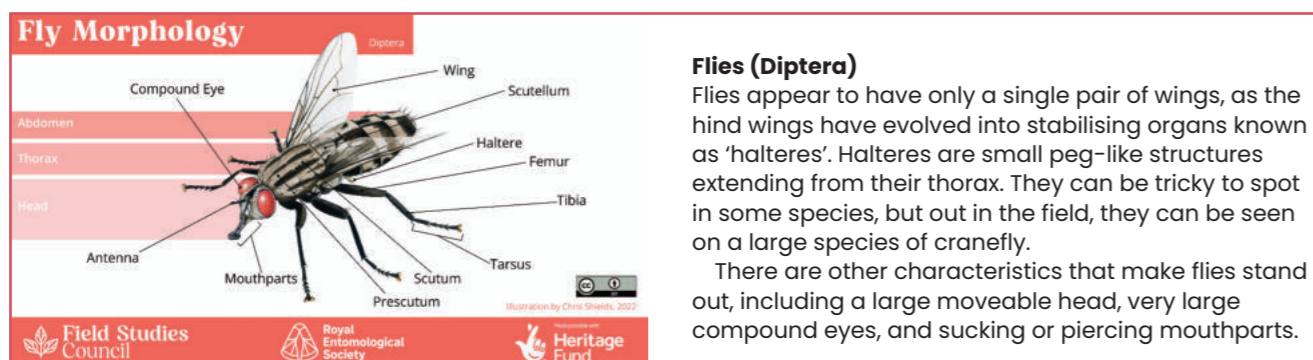 Fly Morphology
Diptera
Compound Eye
Wing
Scutellum
Abdomen
Thorax
Haltere
Femur
Head
Tibia
Antenna
Mouthparts
Tarsus
Scutum
Prescutum
Illustration by Chris Shields, 2022
Field Studies
Council
Royal
Entomological
Society
Made possible with
Heritage
Fund
Flies (Diptera)
Flies appear to have only a single pair of wings, as the
hind wings have evolved into stabilising organs known
as ‘halteres’. Halteres are small peg-like structures
extending from their thorax. They can be tricky to spot
in some species, but out in the field, they can be seen
on a large species of cranefly.
There are other characteristics that make flies stand
out, including a large moveable head, very large
compound eyes, and sucking or piercing mouthparts.